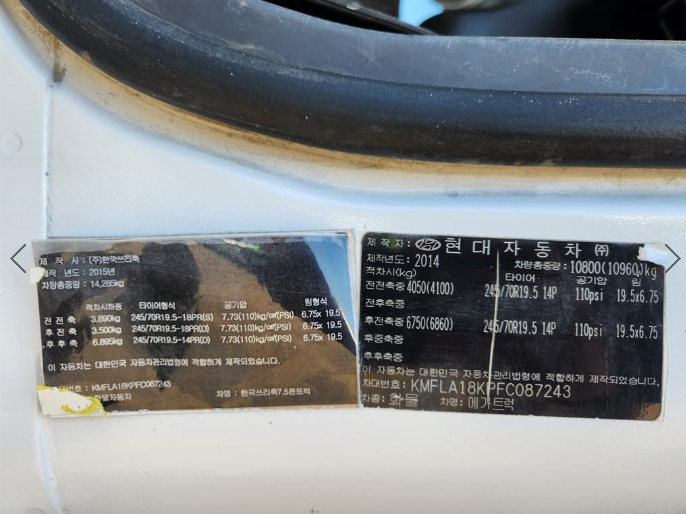 제 작 사 : (주)한국쓰리축
제작 년도 : 2015년
차량총중량 : 14,285kg
적차시하중 타이어형식 공기압 림형식
전 전 축 3.890kg 245/70R19.5-18PR(S) 7.73(110)kg/㎠(PSI) 6.75x 19.5
후 전 축 3.500kg 245/70R19.5-18PR(D) 7.73(110)kg/㎠(PSI) 6.75x 19.5
후 후 축 6.895kg 245/70R19.5-14PR(D) 7.73(110)kg/㎠(PSI) 6.75x 19.5
이 자동차는 대한민국 자동차관리법령에 적합하게 제작되었습니다.
번호 : KMFLA18KPFC087243
화물자동차 차명 : 한국쓰리축7.5톤트럭
제 작 자 : 현대자동차 ㈜
제작년도 : 2014 차량총중량 : 10800(10960)kg
적차시(kg) 타이어 공기압 림
전전축중 4050(4100) 245/70R19.5 14P 110psi 19.5x6.75
전후축중
후전축중 6750(6860) 245/70R19.5 14P 110psi 19.5x6.75
후중축중
후후축중
이 자동차는 대한민국 자동차관리법령에 적합하게 제작되었습니다.
차대번호 : KMFLA18KPFC087243
차종 : 화물 차명 : 메가트럭